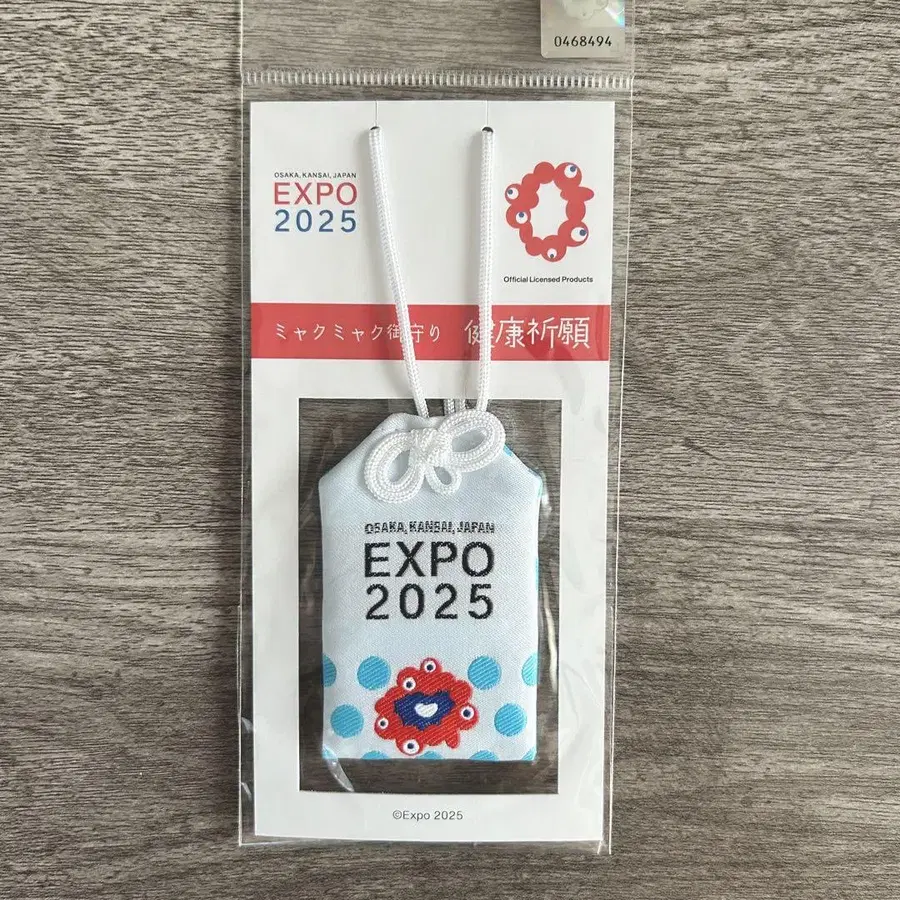 0468494
OSAKA, KANSAI, JAPAN
EXPO
2025
Official Licensed Products
ミャクミャク御守り 健康祈願
OSAKA, KANSAI, JAPAN
EXPO
2025
©Expo 2025